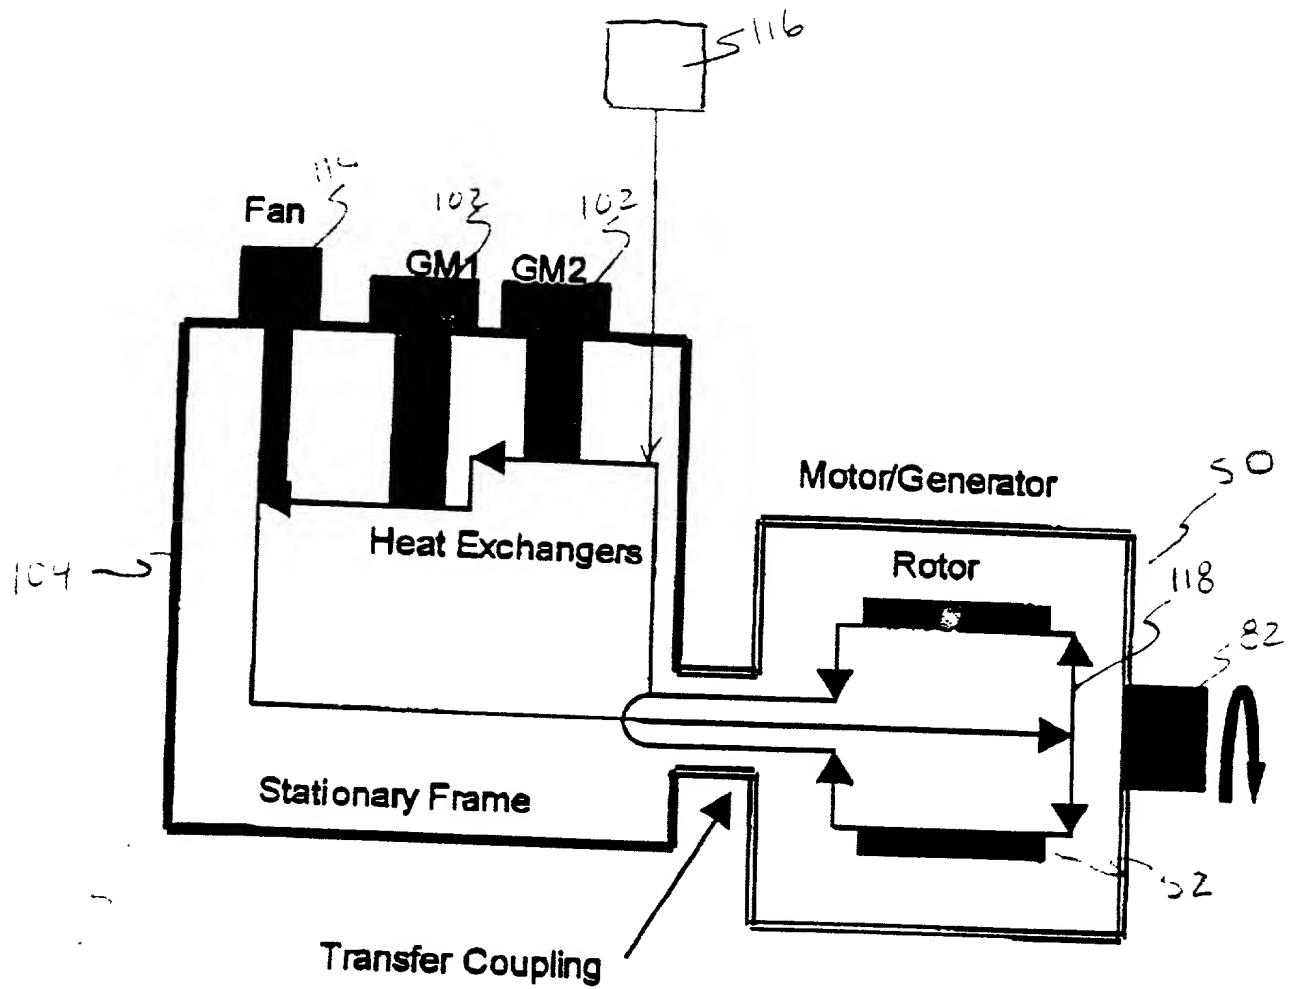 116
Fan
102
102
GM1
GM2
Motor/Generator
50
Heat Exchangers
Rotor
118
104
82
Stationary Frame
52
Transfer Coupling